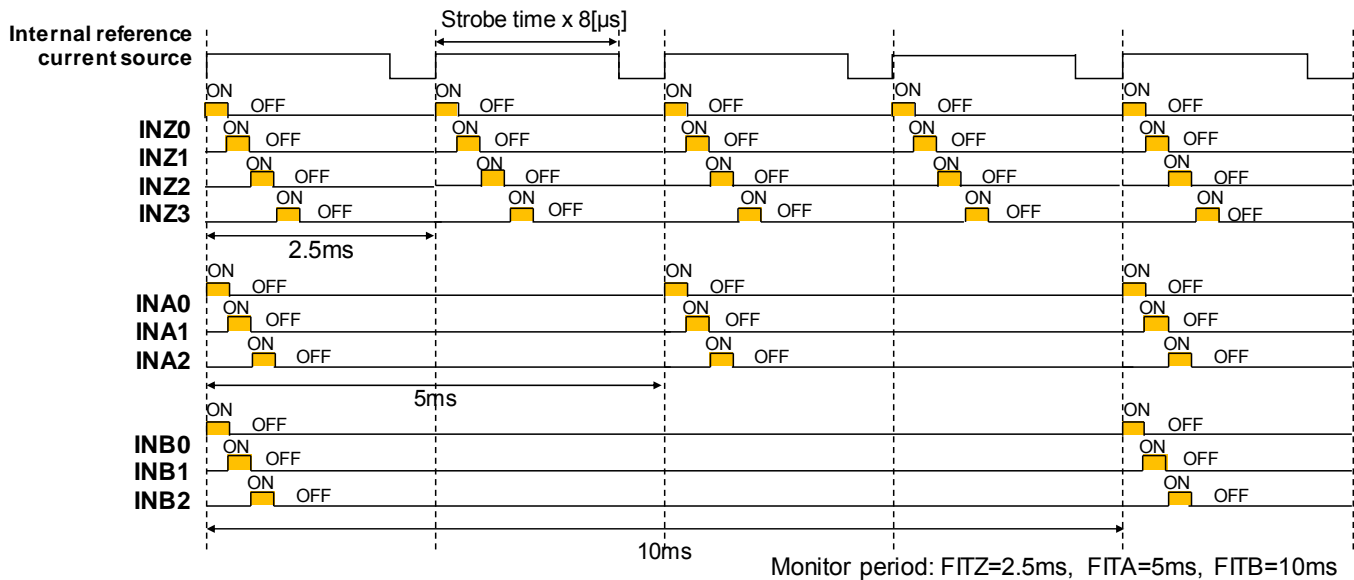 Strobe time x 8[µs]
Internal reference
current source
ON ON ON ON ON
OFF OFF OFF OFF OFF
INZ0
ON ON ON ON ON
OFF OFF OFF OFF OFF
INZ1
ON ON ON ON ON
OFF OFF OFF OFF OFF
INZ2
ON ON ON ON ON
INZ3
OFF OFF OFF OFF OFF
2.5ms
ON ON ON
OFF OFF OFF
INA0
ON ON ON
INA1
OFF OFF OFF
ON ON ON
INA2
OFF OFF OFF
5ms
ON ON
OFF OFF
INB0
ON ON
OFF OFF
INB1
ON ON
INB2
OFF OFF
10ms
Monitor period: FITZ=2.5ms, FITA=5ms, FITB=10ms